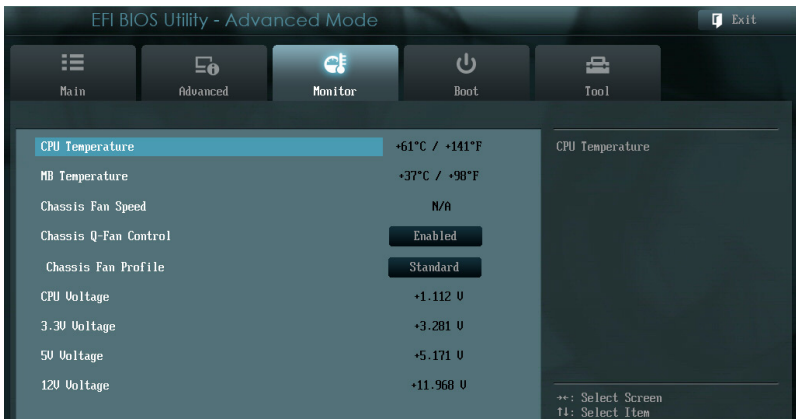 EFI BIOS Utility - Advanced Mode
Exit
Main Advanced Monitor Boot Tool
CPU Temperature +61°C / +141°F
CPU Temperature
MB Temperature +37°C / +98°F
Chassis Fan Speed N/A
Chassis Q-Fan Control Enabled
Chassis Fan Profile Standard
CPU Voltage +1.112 V
3.3V Voltage +3.281 V
5V Voltage +5.171 V
12V Voltage +11.968 V
→←: Select Screen
↑↓: Select Item